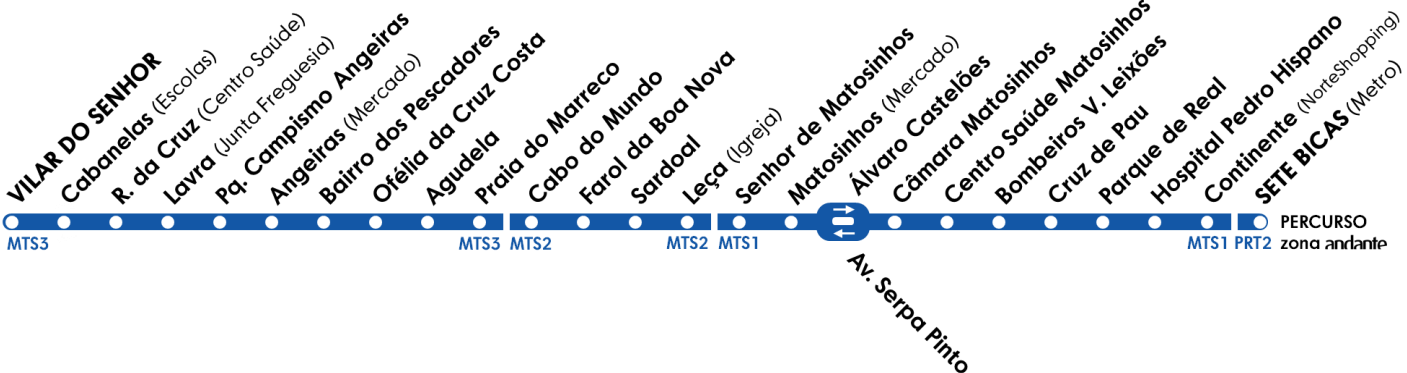 VILAR DO SENHOR
Cabanelas (Escolas)
R. da Cruz (Centro Saúde)
Lavra (Junta Freguesia)
Pq. Campismo Angeiras
Angeiras (Mercado)
Bairro dos Pescadores
Ofélia da Cruz Costa
Agudela
Praia do Marreco
Cabo do Mundo
Farol da Boa Nova
Sardoal
Leça (Igreja)
Senhor de Matosinhos
Matosinhos (Mercado)
Álvaro Castelões
Câmara Matosinhos
Centro Saúde Matosinhos
Bombeiros V. Leixões
Cruz de Pau
Parque de Real
Hospital Pedro Hispano
Continente (NorteShopping)
SETE BICAS (Metro)
PERCURSO
MTS3 MTS3 MTS2 MTS2 MTS1 MTS1 PRT2 zona andante
Av. Serpa Pinto